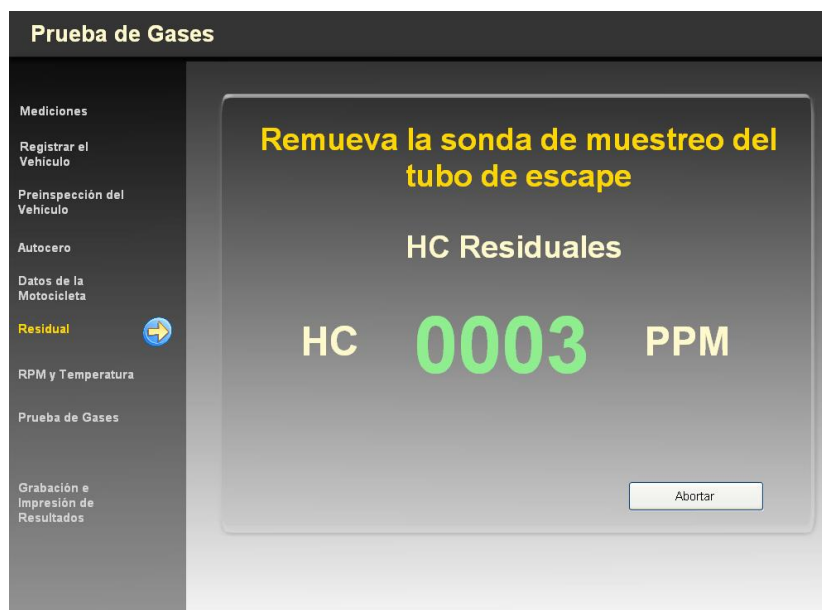 Prueba de Gases
Mediciones
Registrar el
Vehículo
Preinspección del
Vehículo
Autocero
Datos de la
Motocicleta
Residual
RPM y Temperatura
Prueba de Gases
Grabación e
Impresión de
Resultados
Remueva la sonda de muestreo del
tubo de escape
HC Residuales
HC 0003 PPM
Abortar